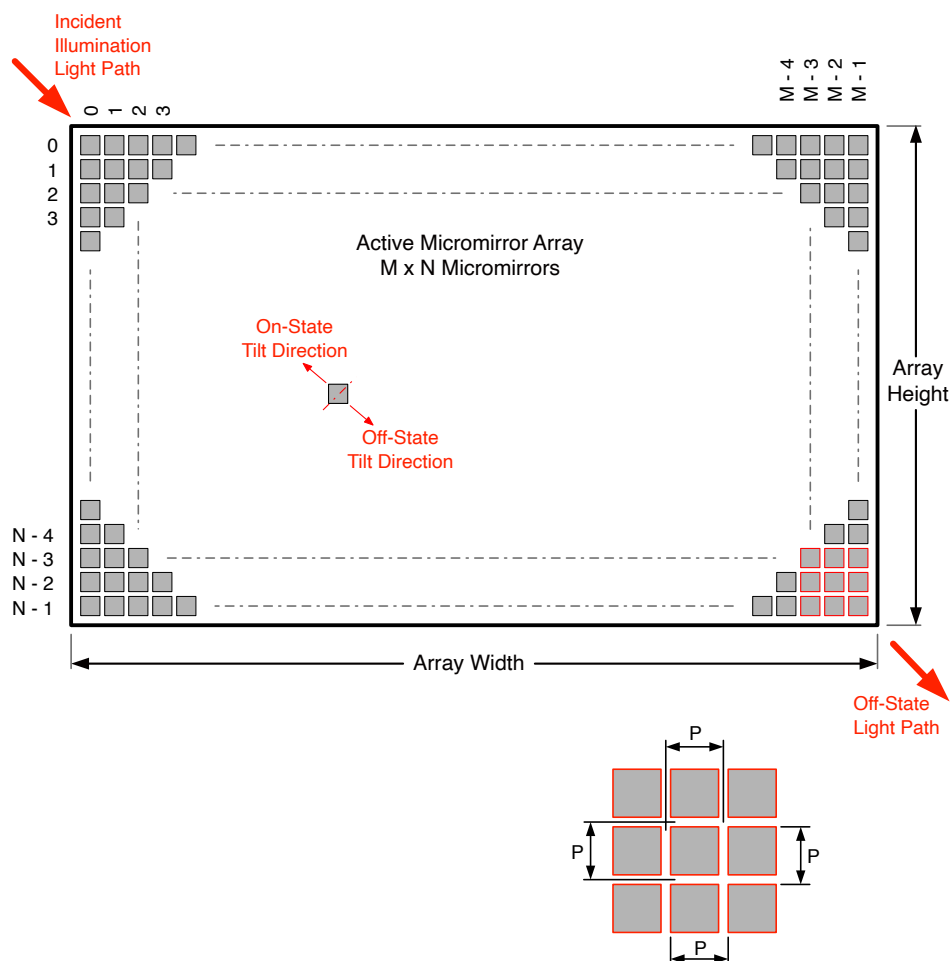 Incident
Illumination
Light Path
0
1
2
3
M - 4
M - 3
M - 2
M - 1
0
1
2
3
Active Micromirror Array
M x N Micromirrors
On-State
Tilt Direction
Off-State
Tilt Direction
Array
Height
N - 4
N - 3
N - 2
N - 1
Array Width
Off-State
Light Path
P
P
P
P